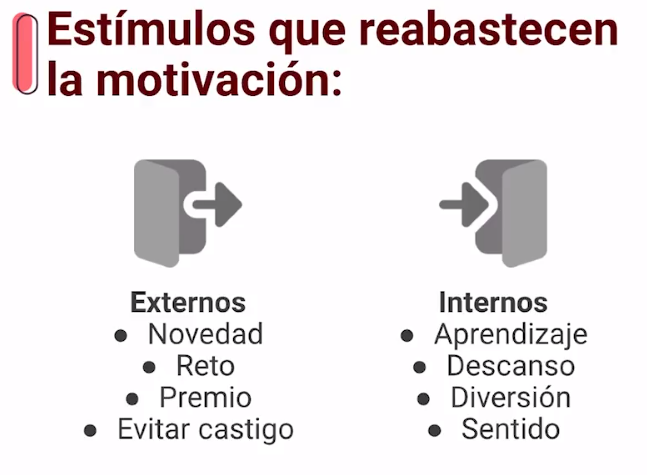 Estímulos que reabastecen
la motivación:
Externos
● Novedad
● Reto
● Premio
● Evitar castigo
Internos
● Aprendizaje
● Descanso
● Diversión
● Sentido